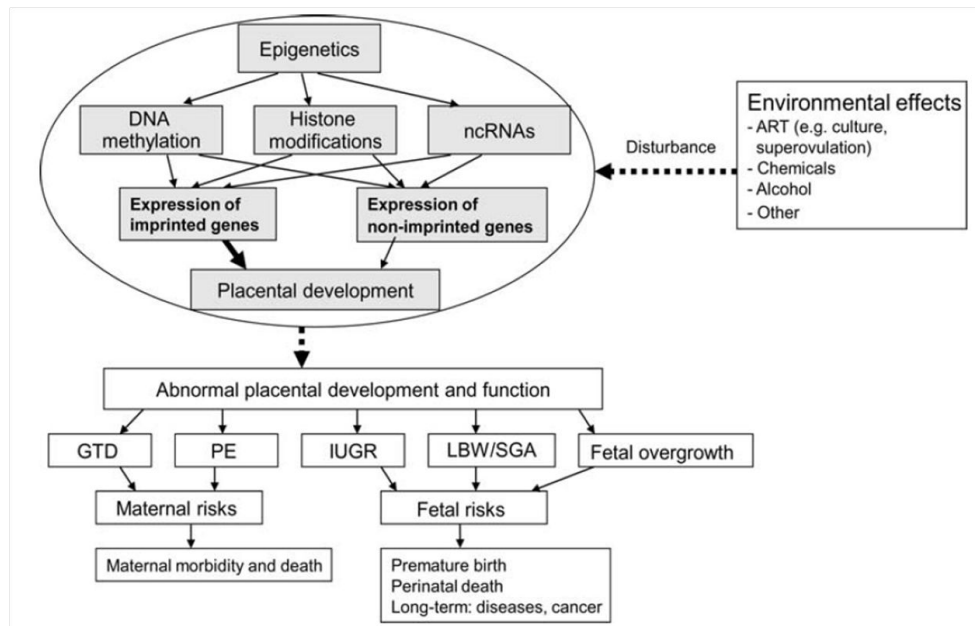 Epigenetics
DNA
methylation
Histone
modifications
ncRNAs
Expression of
imprinted genes
Expression of
non-imprinted genes
Placental development
Disturbance
Environmental effects
- ART (e.g. culture,
superovulation)
- Chemicals
- Alcohol
- Other
Abnormal placental development and function
GTD
PE
IUGR
LBW/SGA
Fetal overgrowth
Maternal risks
Fetal risks
Maternal morbidity and death
Premature birth
Perinatal death
Long-term: diseases, cancer